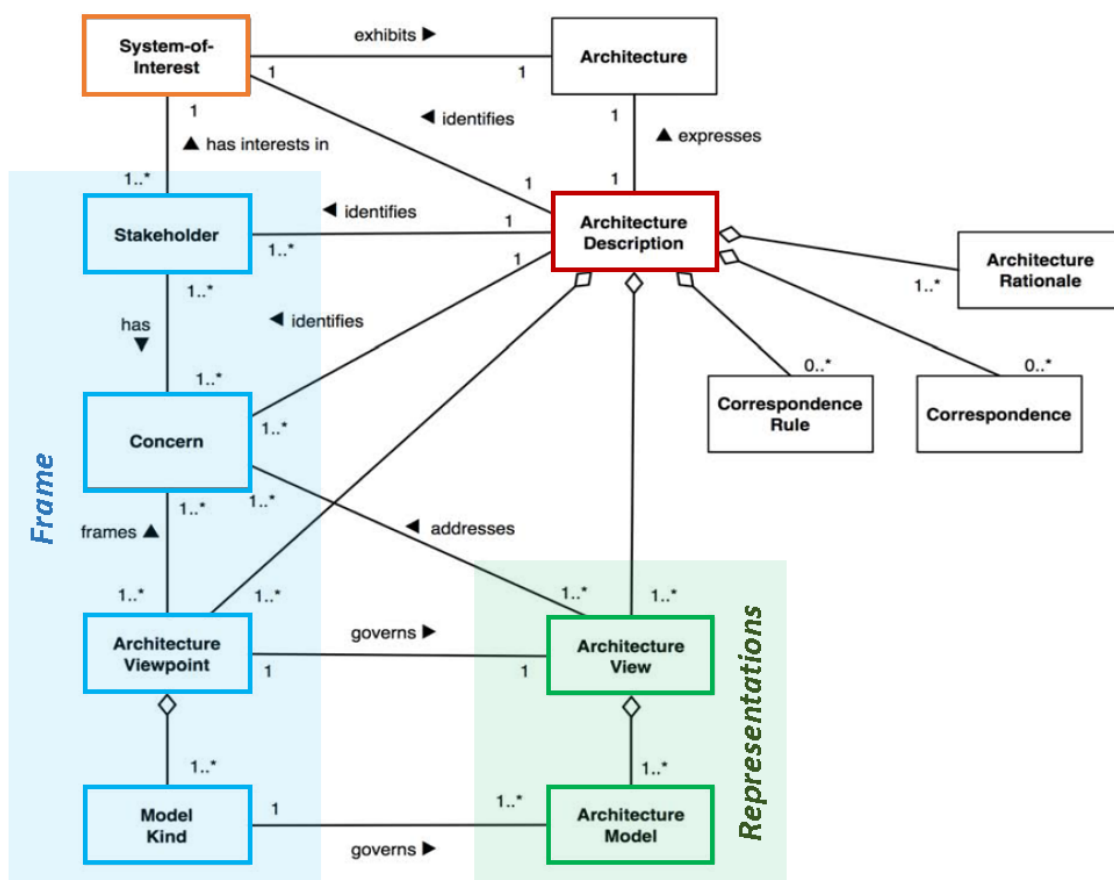 System-of-
Interest
exhibits ►
Architecture
1
1
1
1
◄ identifies
▲ expresses
▲ has interests in
1..*
1
1
Stakeholder
◄ identifies
1
Architecture
Description
1..*
1..*
1
Architecture
Rationale
1..*
has
▼
◄ identifies
1..*
0..*
0..*
Concern
1..*
Correspondence
Rule
Correspondence
Frame
1..*
1..*
frames ▲
◄ addresses
1..*
1..*
1..*
1..*
Architecture
Viewpoint
governs ►
1
1
Architecture
View
Representations
1..*
1..*
Model
Kind
1
1..*
governs ►
Architecture
Model